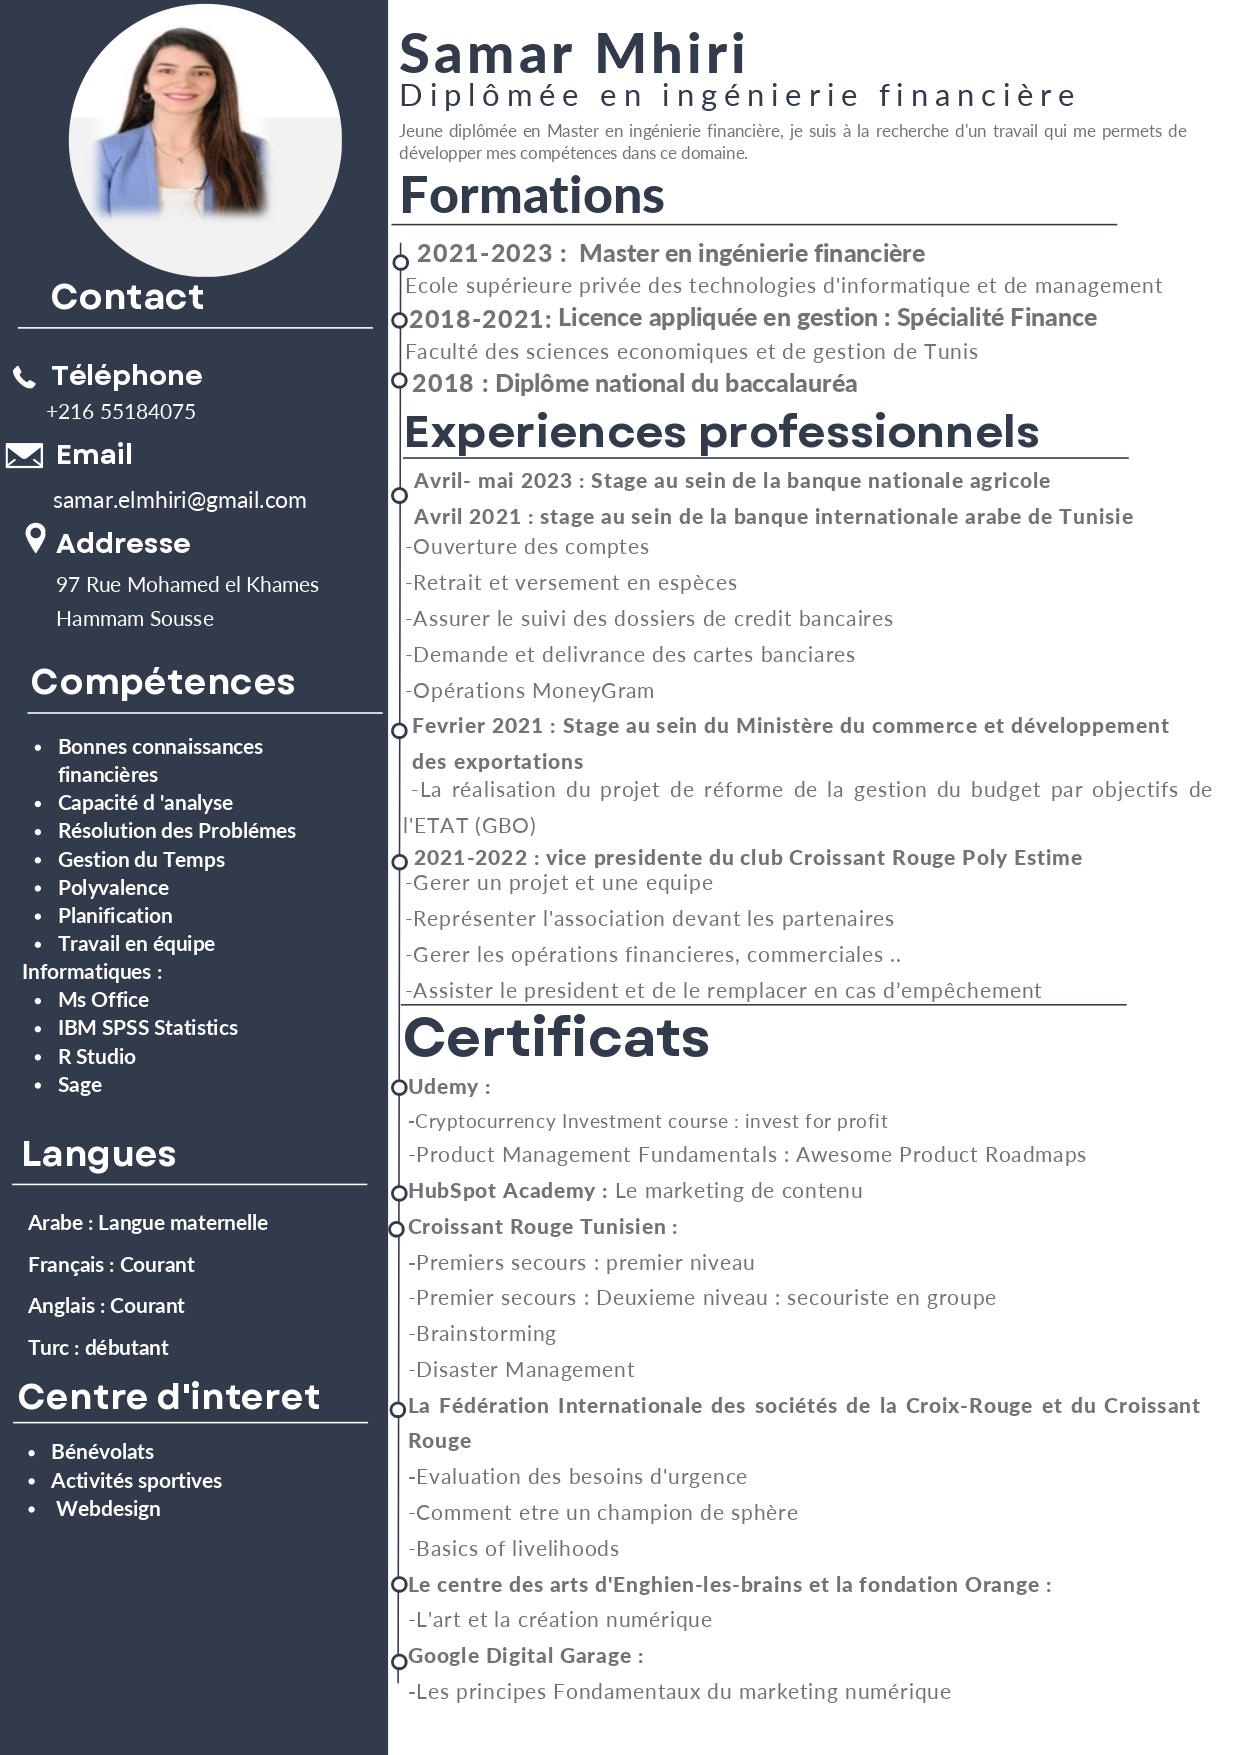 Contact
Téléphone
+216 55184075
Email
samar.elmhiri@gmail.com
Addresse
97 Rue Mohamed el Khames
Hammam Sousse
Compétences
• Bonnes connaissances
financières
• Capacité d 'analyse
• Résolution des Problémes
• Gestion du Temps
• Polyvalence
• Planification
• Travail en équipe
Informatiques :
• Ms Office
• IBM SPSS Statistics
• R Studio
• Sage
Langues
Arabe : Langue maternelle
Français : Courant
Anglais : Courant
Turc : débutant
Centre d'interet
• Bénévolats
• Activités sportives
• Webdesign
Samar Mhiri
Diplômée en ingénierie financière
Jeune diplômée en Master en ingénierie financière, je suis à la recherche d'un travail qui me permets de
développer mes compétences dans ce domaine.
Formations
2021-2023 : Master en ingénierie financière
Ecole supérieure privée des technologies d'informatique et de management
2018-2021: Licence appliquée en gestion : Spécialité Finance
Faculté des sciences economiques et de gestion de Tunis
2018 : Diplôme national du baccalauréa
Experiences professionnels
Avril- mai 2023 : Stage au sein de la banque nationale agricole
Avril 2021 : stage au sein de la banque internationale arabe de Tunisie
-Ouverture des comptes
-Retrait et versement en espèces
-Assurer le suivi des dossiers de credit bancaires
-Demande et delivrance des cartes banciares
-Opérations MoneyGram
Fevrier 2021 : Stage au sein du Ministère du commerce et développement
des exportations
-La réalisation du projet de réforme de la gestion du budget par objectifs de
l'ETAT (GBO)
2021-2022 : vice presidente du club Croissant Rouge Poly Estime
-Gerer un projet et une equipe
-Représenter l'association devant les partenaires
-Gerer les opérations financieres, commerciales ..
-Assister le president et de le remplacer en cas d’empêchement
Certificats
Udemy :
-Cryptocurrency Investment course : invest for profit
-Product Management Fundamentals : Awesome Product Roadmaps
HubSpot Academy : Le marketing de contenu
Croissant Rouge Tunisien :
-Premiers secours : premier niveau
-Premier secours : Deuxieme niveau : secouriste en groupe
-Brainstorming
-Disaster Management
La Fédération Internationale des sociétés de la Croix-Rouge et du Croissant
Rouge
-Evaluation des besoins d'urgence
-Comment etre un champion de sphère
-Basics of livelihoods
Le centre des arts d'Enghien-les-brains et la fondation Orange :
-L'art et la création numérique
Google Digital Garage :
-Les principes Fondamentaux du marketing numérique